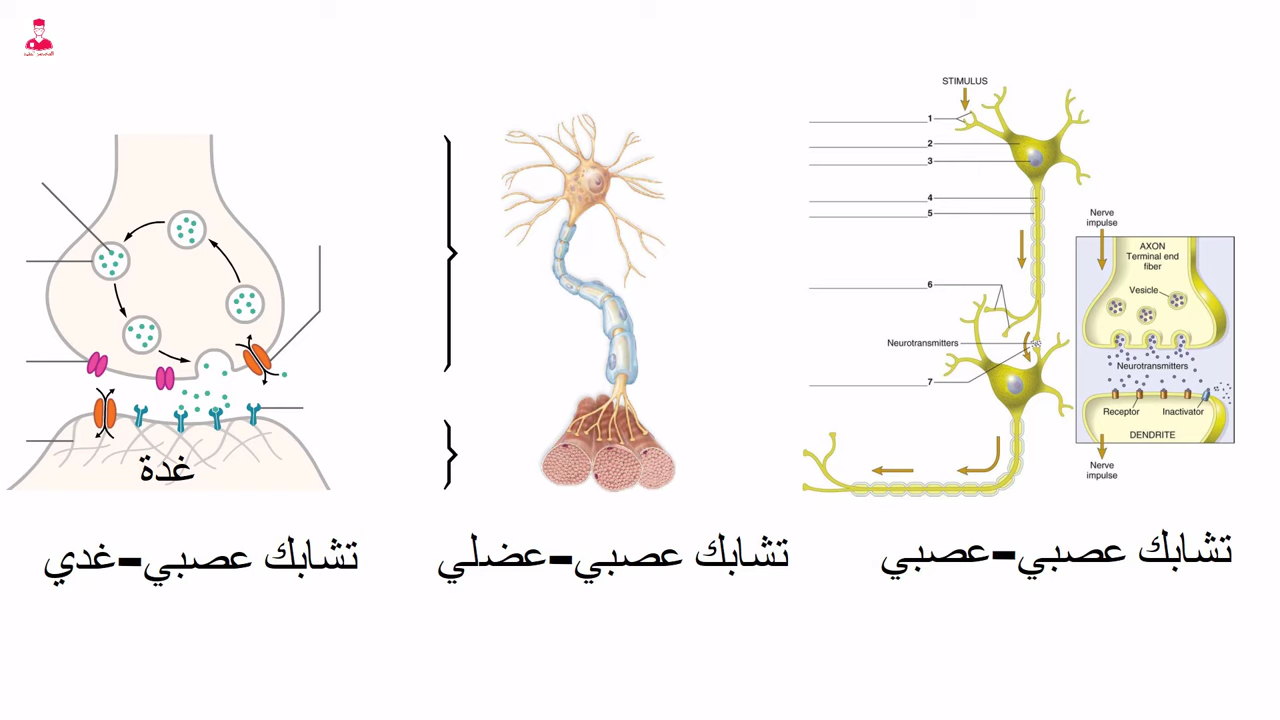 STIMULUS
1
2
3
4
5
6
Neurotransmitters
7
Nerve
impulse
AXON
Terminal end
fiber
Vesicle
Neurotransmitters
Receptor
Inactivator
DENDRITE
Nerve
impulse
غدة
تشابك عصبي-عصبي
تشابك عصبي-عضلي
تشابك عصبي-غدي